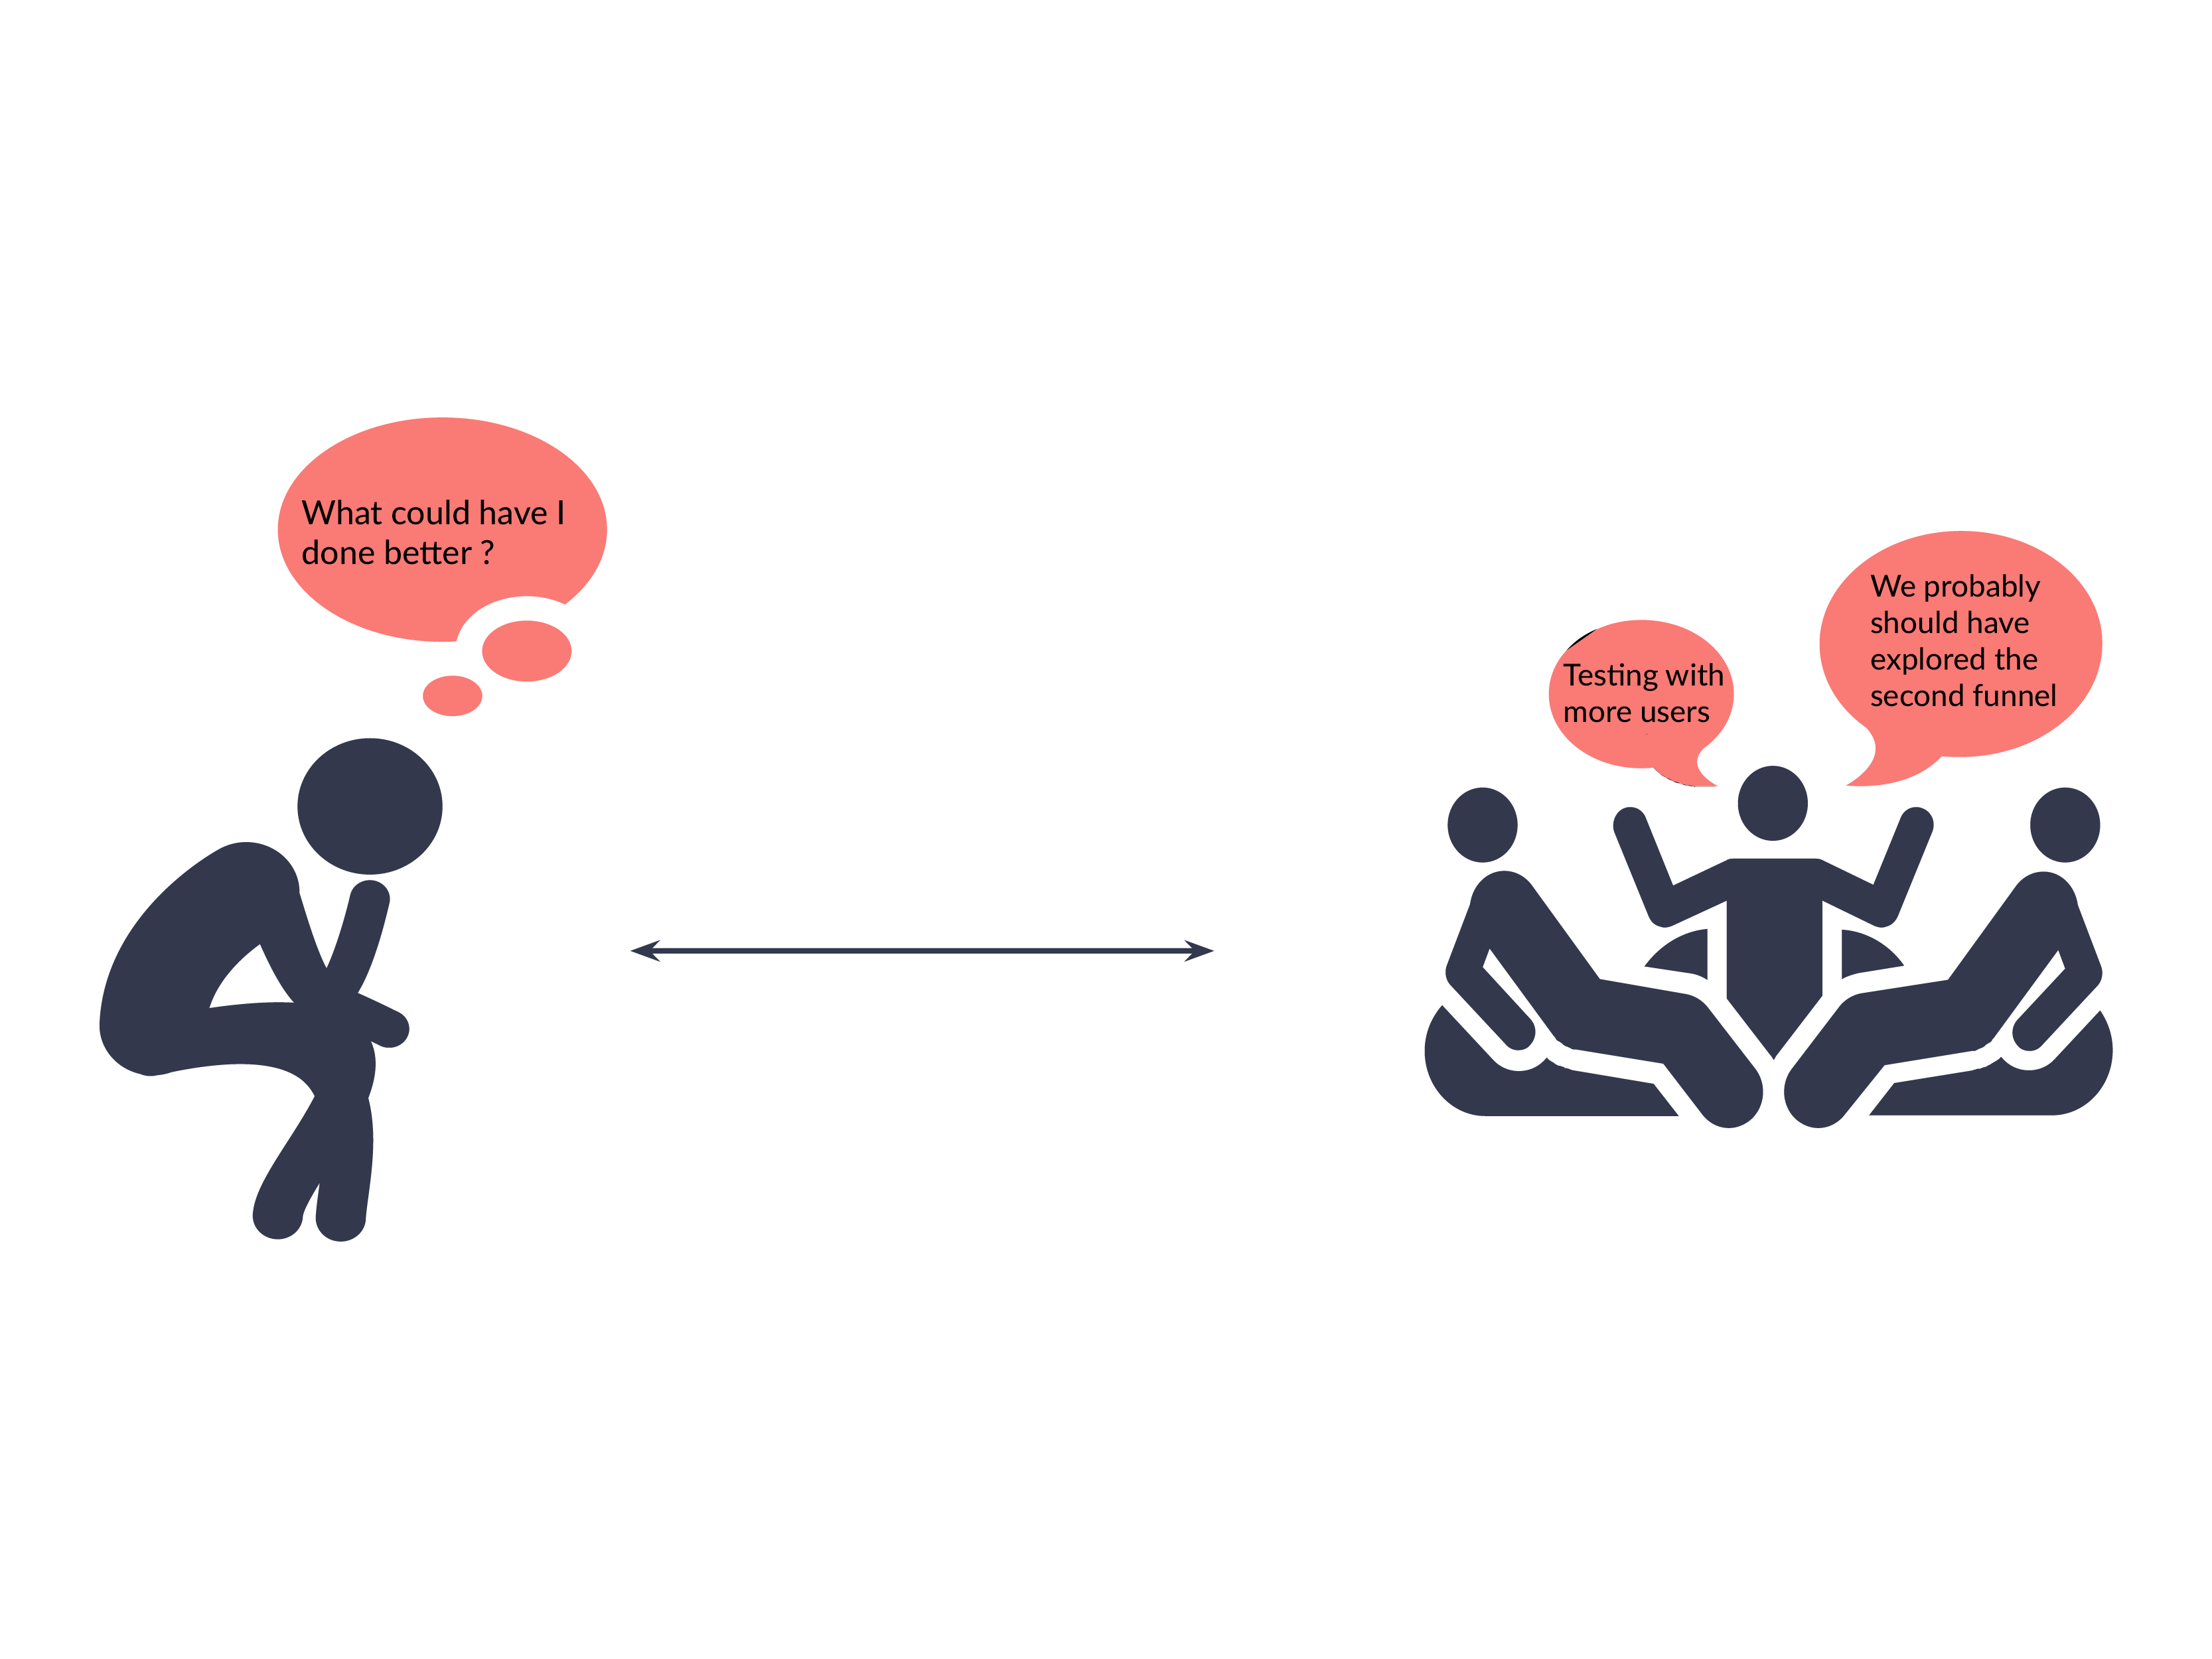 What could have I
done better ?
Testing with
more users
We probably
should have
explored the
second funnel